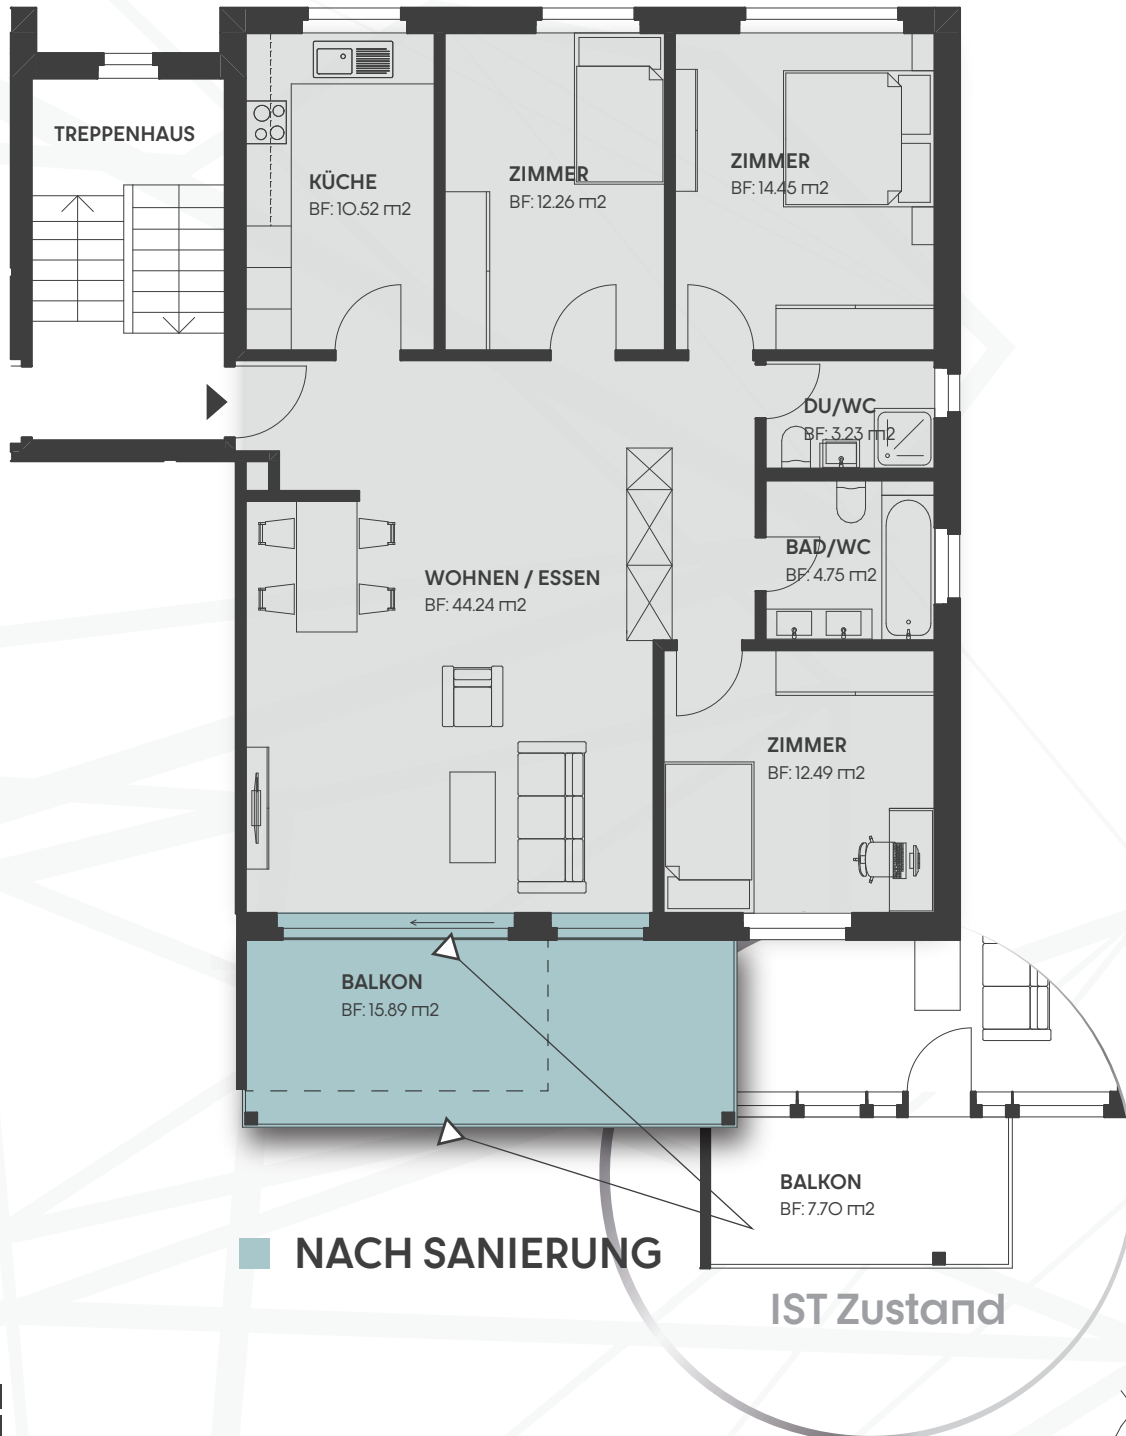 TREPPENHAUS
KÜCHE
BF: 10.52 m2
ZIMMER
BF: 12.26 m2
ZIMMER
BF: 14.45 m2
DU/WC
BF: 3.23 m2
BAD/WC
BF: 4.75 m2
WOHNEN / ESSEN
BF: 44.24 m2
ZIMMER
BF: 12.49 m2
BALKON
BF: 15.89 m2
BALKON
BF: 7.70 m2
NACH SANIERUNG
IST Zustand